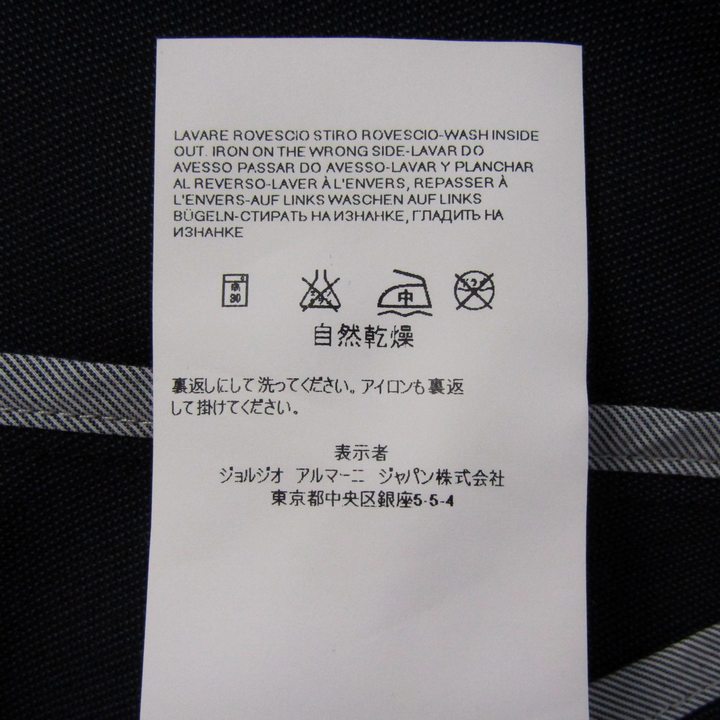 LAVARE ROVESCIO STIRO ROVESCIO-WASH INSIDE
OUT. IRON ON THE WRONG SIDE-LAVAR DO
AVESSO PASSAR DO AVESSO-LAVAR Y PLANCHAR
AL REVERSO-LAVER À L'ENVERS, REPASSER À
L'ENVERS-AUF LINKS WASCHEN AUF LINKS
BÜGELN-СТИРАТЬ НА ИЗНАНКЕ, ГЛАДИТЬ НА
ИЗНАНКЕ
弱 30 中
自然乾燥
裏返しにして洗ってください。アイロンも裏返
して掛けてください。
表示者
ジョルジオ アルマーニ ジャパン株式会社
東京都中央区銀座5-5-4